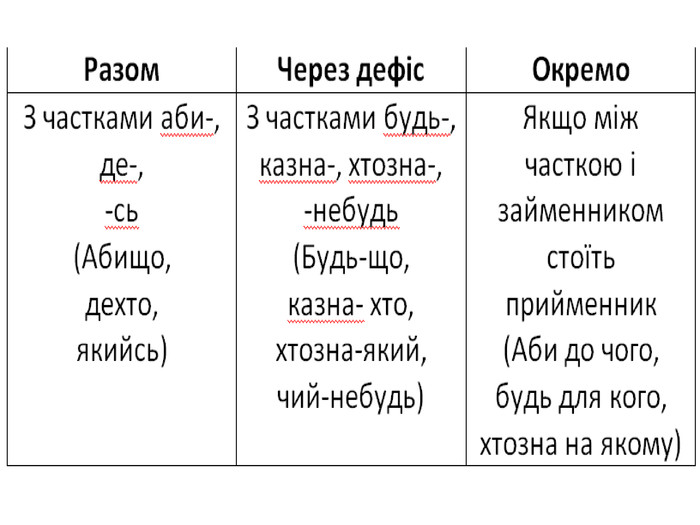 Разом
Через дефіс
Окремо
З частками аби-,
де-,
-сь
(Абищо,
дехто,
якийсь)
З частками будь-,
казна-, хтозна-,
-небудь
(Будь-що,
казна- хто,
хтозна-який,
чий-небудь)
Якщо між
часткою і
займенником
стоїть
прийменник
(Аби до чого,
будь для кого,
хтозна на якому)